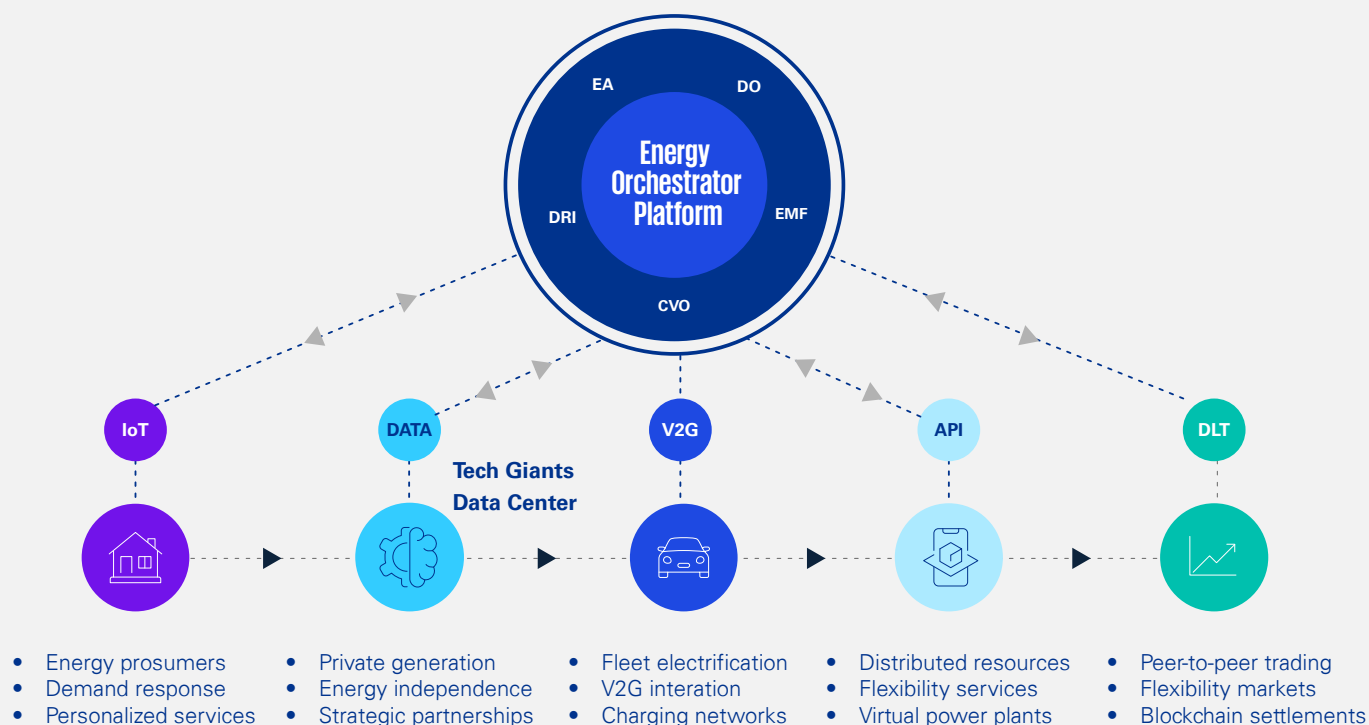 EA
DO
Energy
Orchestrator
Platform
DRI
EMF
CVO
IoT
DATA
V2G
API
DLT
Tech Giants
Data Center
• Energy prosumers
• Demand response
• Personalized services
• Private generation
• Energy independence
• Strategic partnerships
• Fleet electrification
• V2G interation
• Charging networks
• Distributed resources
• Flexibility services
• Virtual power plants
• Peer-to-peer trading
• Flexibility markets
• Blockchain settlements